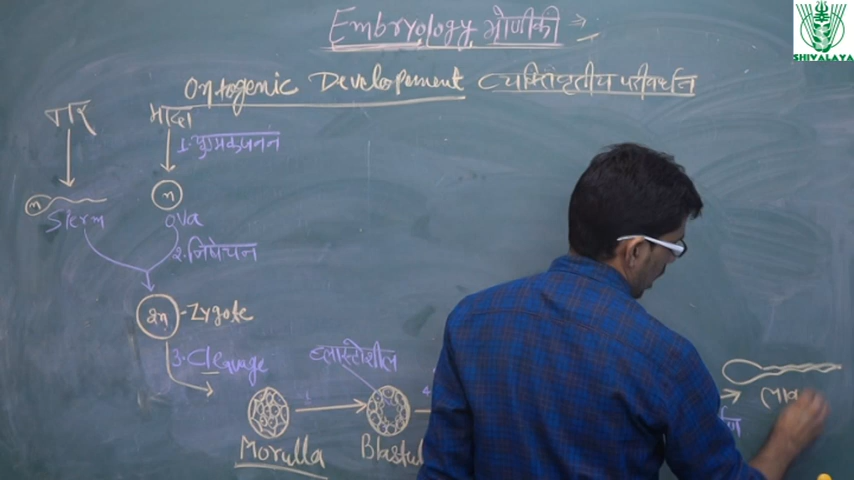 Embryology भ्रौणीकी
SHIVALAYA
Ontogenic Development व्यक्तिवृतीय परीवर्धन
नर
मादा
1. युग्मकजनन
n
n
Sperm
ova
2. निषेचन
2n - Zygote
3. Cleavage
ब्लास्टोशील
Morulla
Blastul